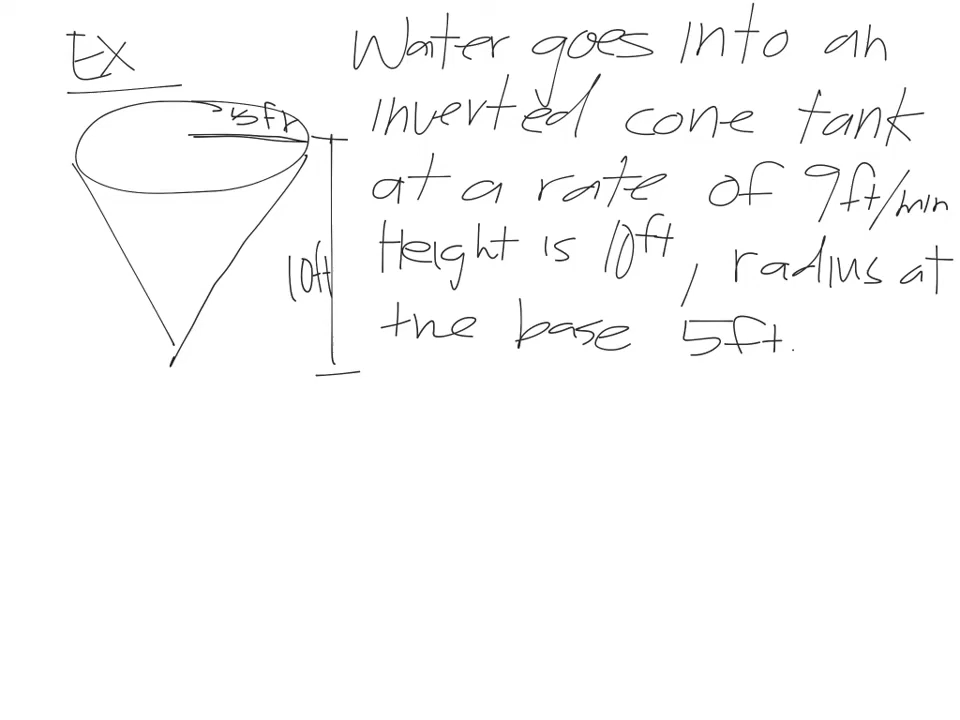 EX
5ft
10ft
Water goes into an
inverted cone tank
at a rate of 9ft/min
Height is 10ft, radius at
the base 5ft.